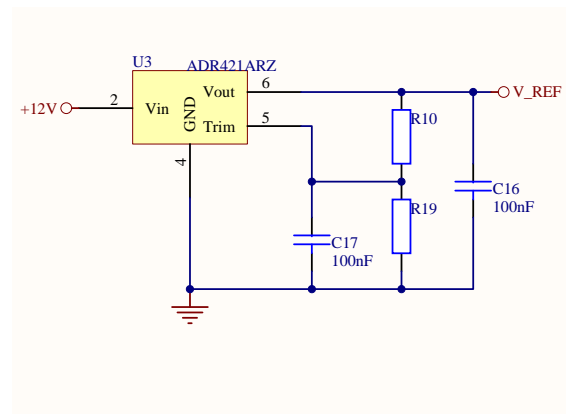 U3
ADR421ARZ
+12V
2
Vin
GND
4
Vout
6
Trim
5
V_REF
R10
R19
C16
100nF
C17
100nF